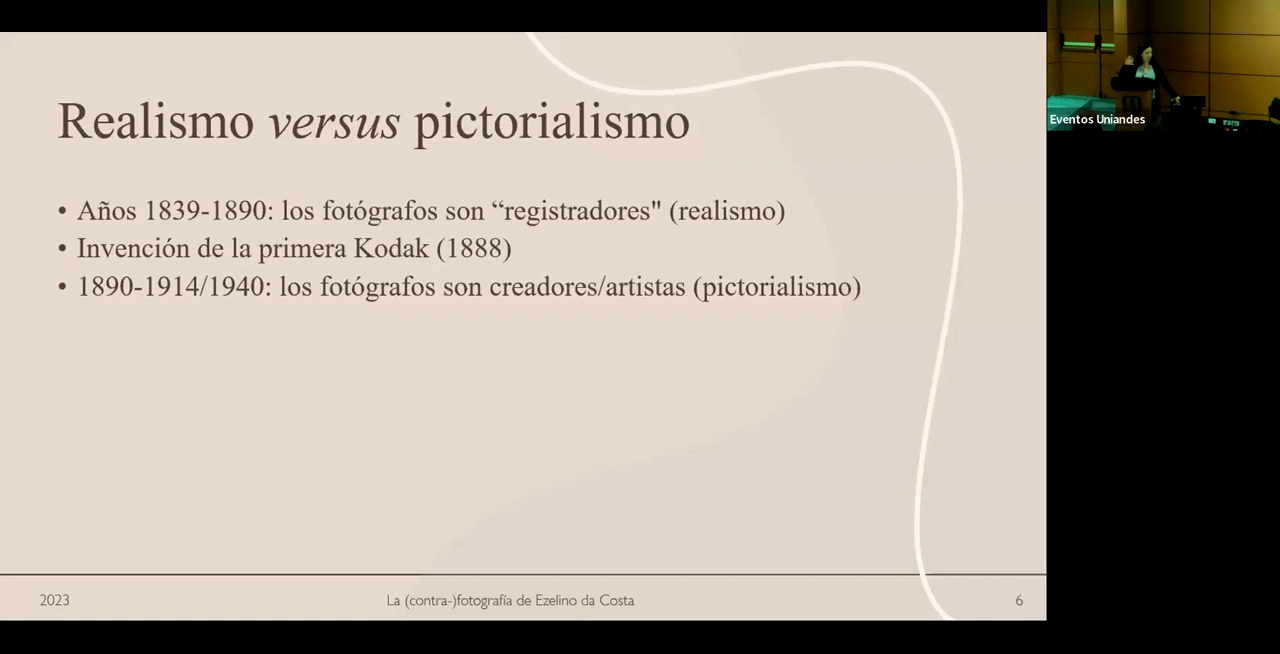 Realismo versus pictorialismo
• Años 1839-1890: los fotógrafos son “registradores" (realismo)
• Invención de la primera Kodak (1888)
• 1890-1914/1940: los fotógrafos son creadores/artistas (pictorialismo)
2023
La (contra-)fotografía de Ezelino da Costa
6
Eventos Uniandes